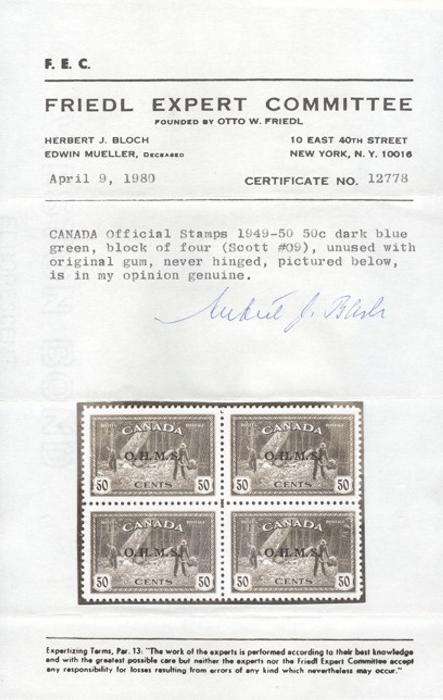 F. E. C.
FRIEDL EXPERT COMMITTEE
FOUNDED BY OTTO W. FRIEDL
HERBERT J. BLOCH 10 EAST 40TH STREET
EDWIN MUELLER, DECEASED NEW YORK, N. Y. 10016
April 9, 1980 CERTIFICATE NO. 12778
CANADA Official Stamps 1949-50 50c dark blue
green, block of four (Scott #O9), unused with
original gum, never hinged, pictured below,
is in my opinion genuine.
Herbert J. Bloch
CANADA CANADA
O.H.M.S. O.H.M.S.
50 CENTS 50 50 CENTS 50
CANADA CANADA
O.H.M.S. O.H.M.S.
50 CENTS 50 50 CENTS 50
Expertizing Terms, Par. 13: "The work of the experts is performed according to their best knowledge
and with the greatest possible care but neither the experts nor the Friedl Expert Committee accept
any responsibility for losses resulting from errors of any kind which nevertheless may occur."